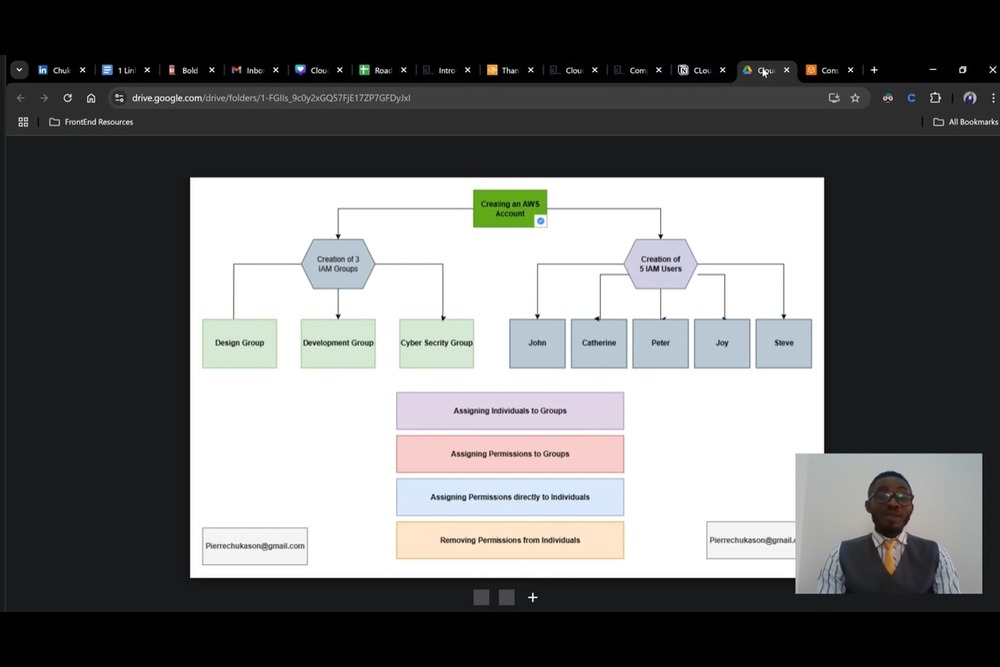 Chuk
1 Lin
Bold
Inbo
Clou
Road
Intro
Than
Clou
Com
CLou
Clou
Cons
drive.google.com/drive/folders/
FrontEnd Resources
All Bookmarks
Creating an AWS
Account
Creation of 3
IAM Groups
Creation of
5 IAM Users
Design Group
Development Group
Cyber Secrity Group
John
Catherine
Peter
Joy
Steve
Assigning Individuals to Groups
Assigning Permissions to Groups
Assigning Permissions directly to Individuals
Removing Permissions from Individuals
Pierrechukason@gmail.com
Pierrechukason@gmail.c